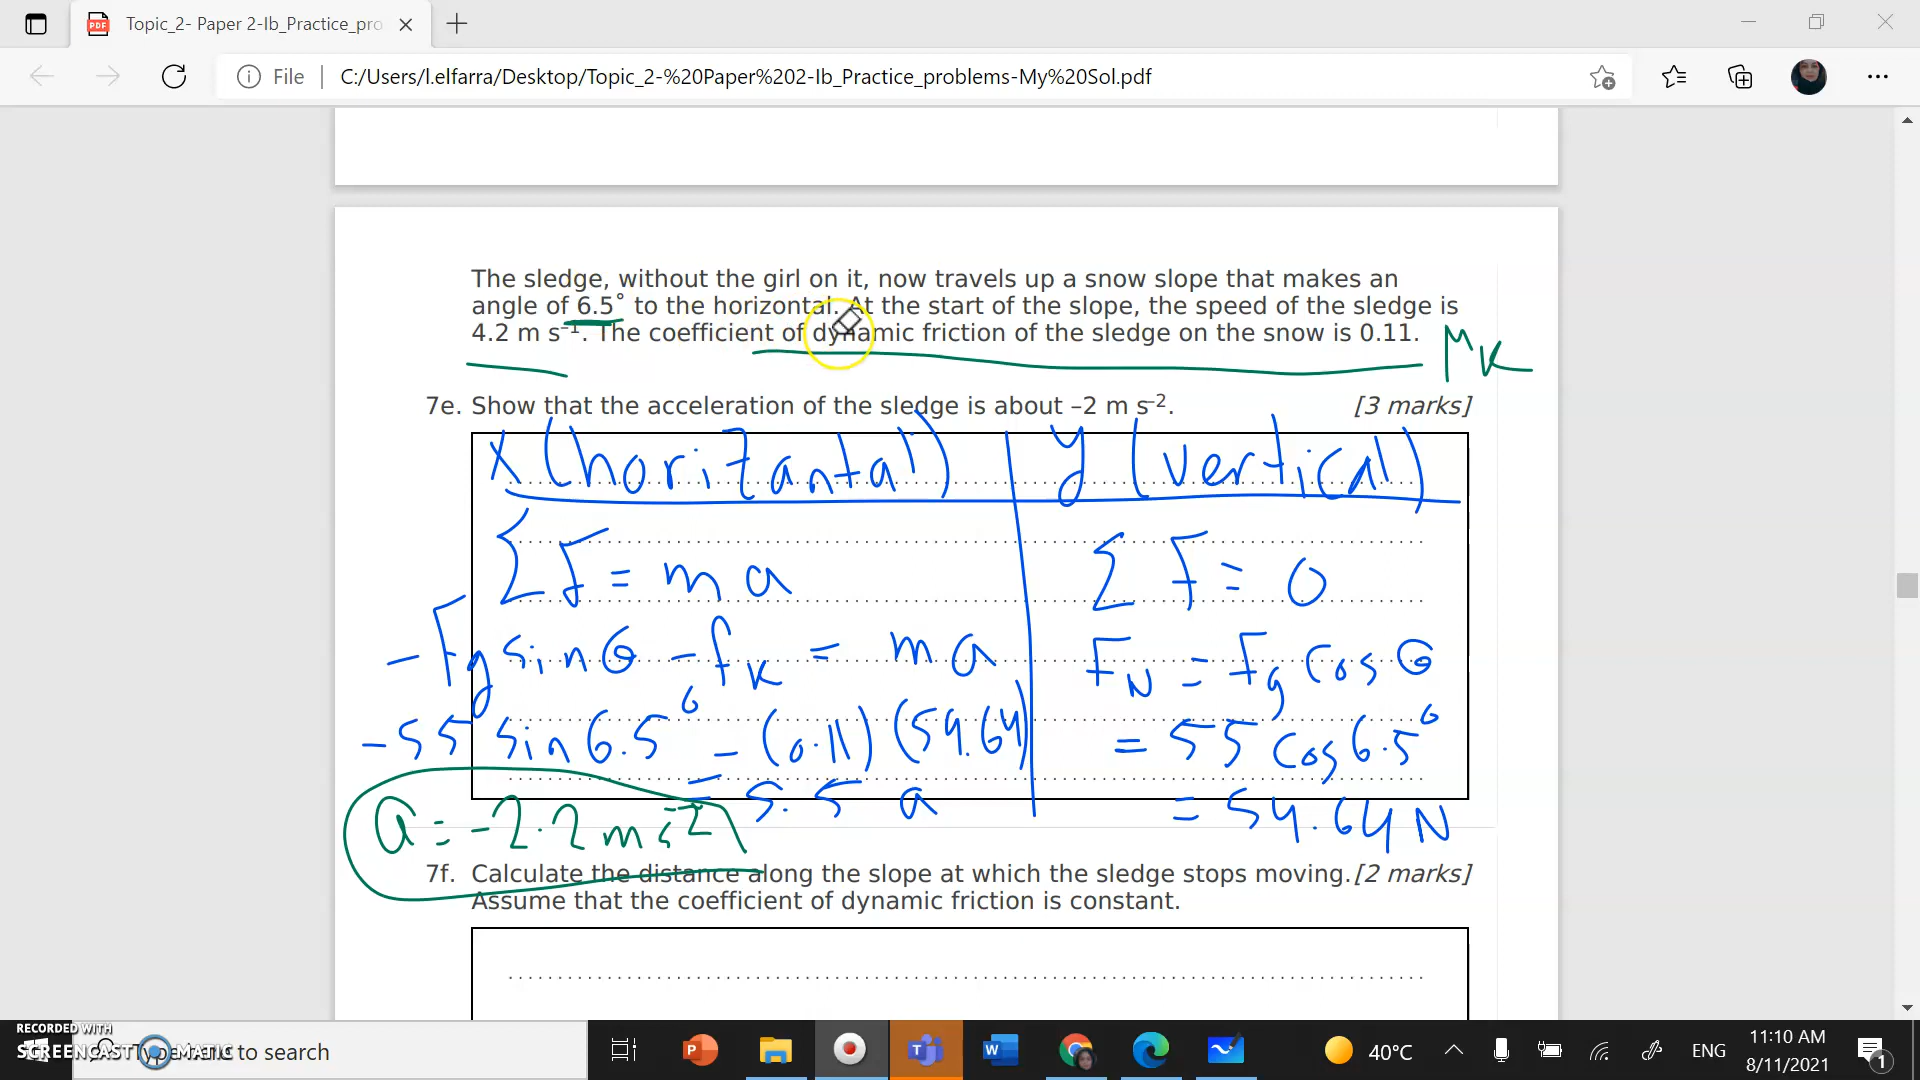 Topic_2- Paper 2-Ib_Practice_pro
File
C:/Users/l.elfarra/Desktop/Topic_2-%20Paper%202-Ib_Practice_problems-My%20Sol.pdf
The sledge, without the girl on it, now travels up a snow slope that makes an
angle of 6.5˚ to the horizontal. At the start of the slope, the speed of the sledge is
4.2 m s⁻¹. The coefficient of dynamic friction of the sledge on the snow is 0.11.
μK
7e. Show that the acceleration of the sledge is about –2 m s⁻². [3 marks]
X (horizantal) y (vertical)
Σ F = m a Σ F = 0
-Fg sinθ - fK = m a FN = Fg cosθ
-55 sin 6.5° - (0.11) (54.64) = 55 cos 6.5°
= 5.5 a = 54.64 N
a = -2.2 m s⁻²
7f. Calculate the distance along the slope at which the sledge stops moving. [2 marks]
Assume that the coefficient of dynamic friction is constant.
RECORDED WITH
SCREENCAST MATIC
to search
40°C
ENG
11:10 AM
8/11/2021
1